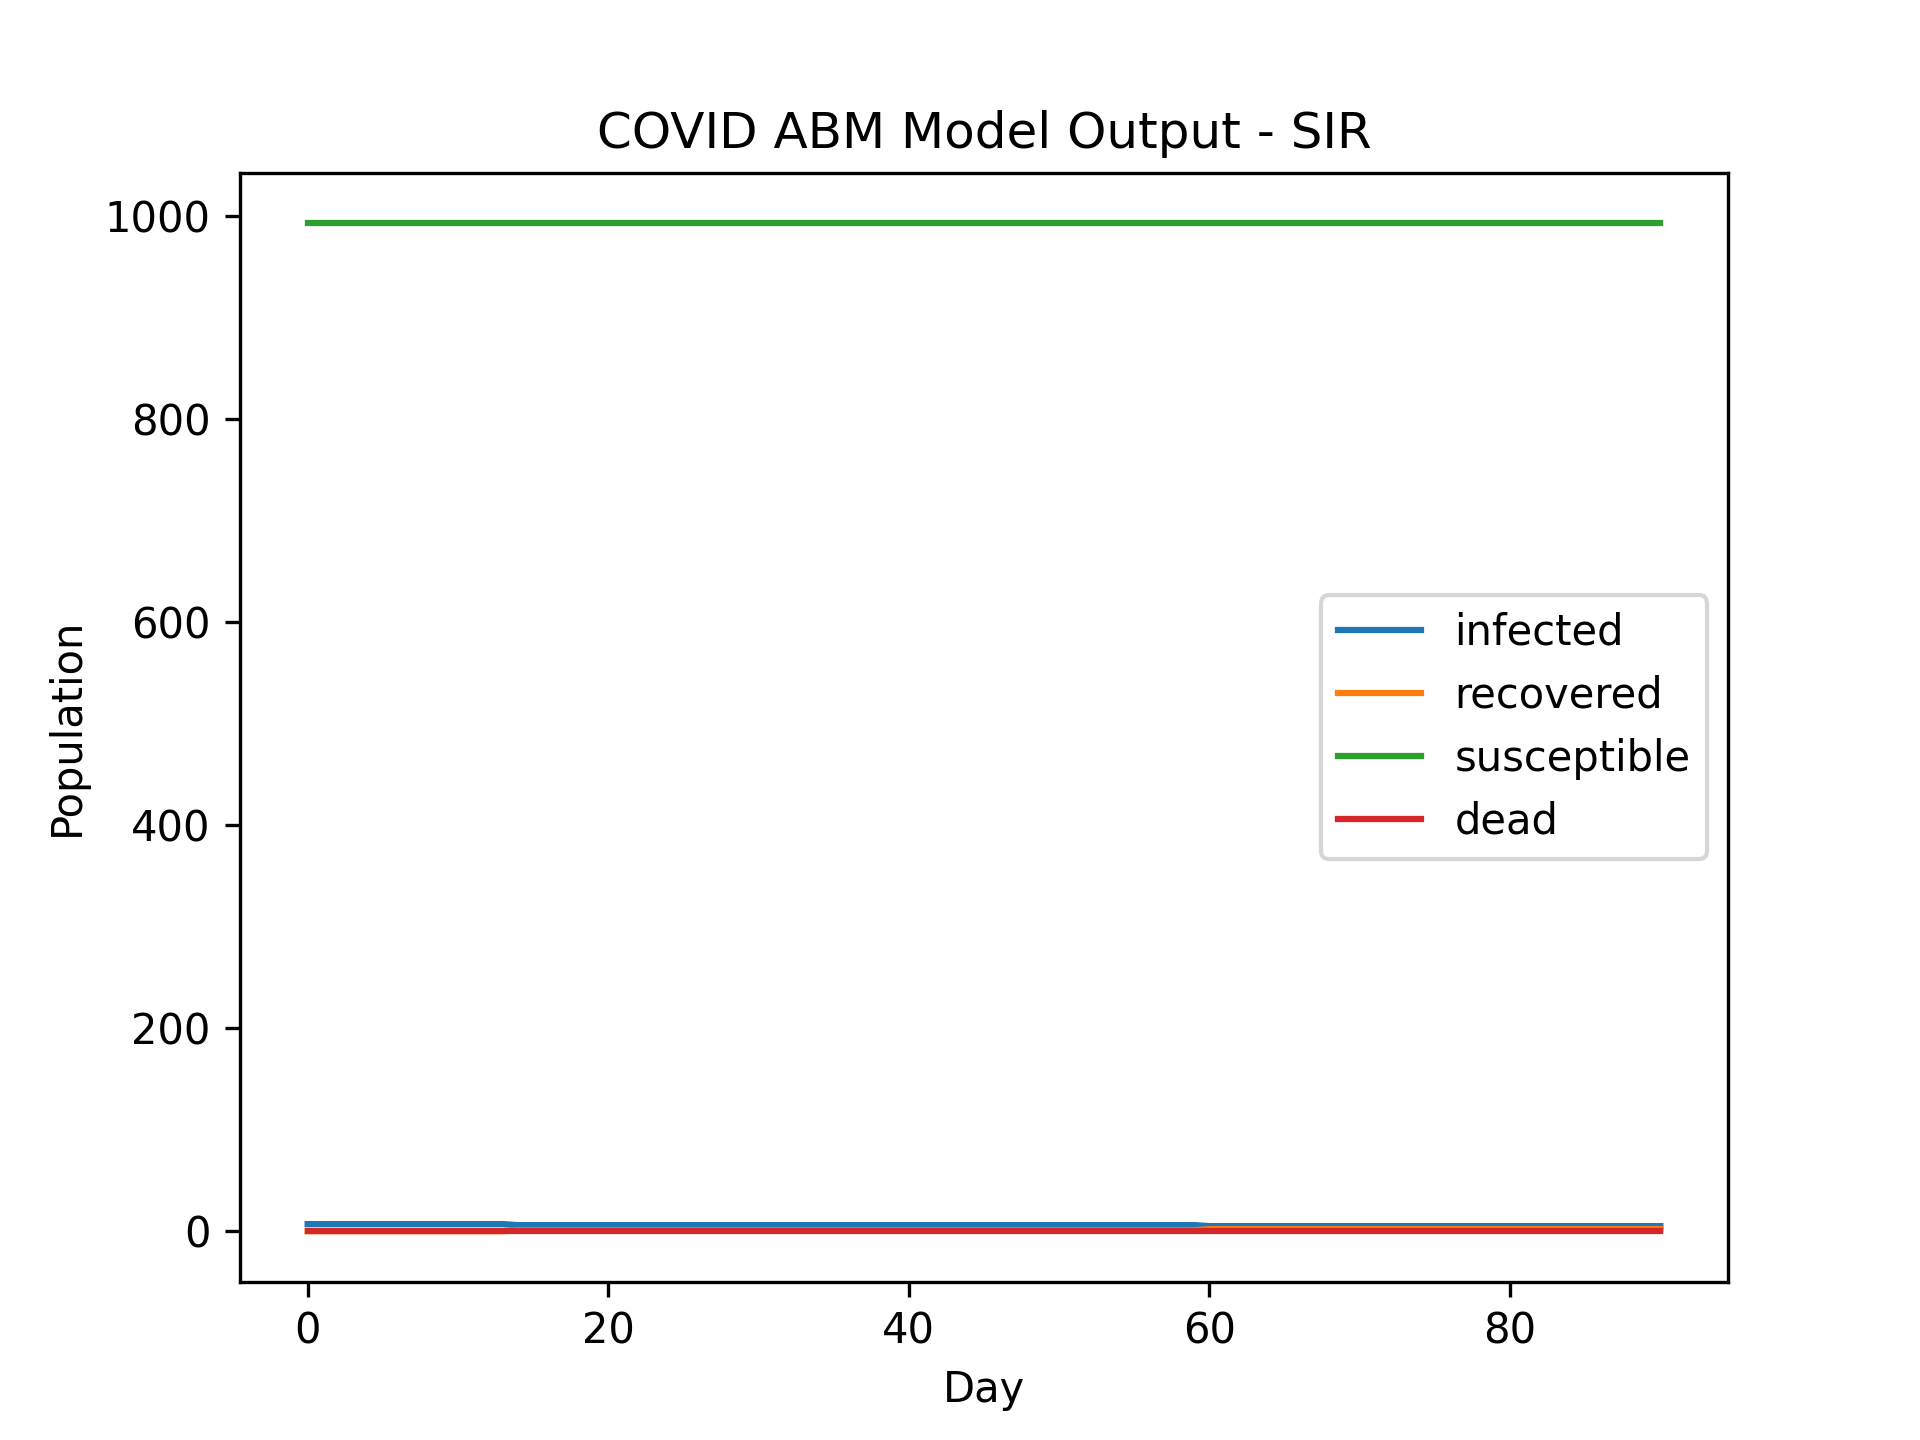 COVID ABM Model Output - SIR
1000
800
600
400
200
0
Population
infected
recovered
susceptible
dead
0 20 40 60 80
Day